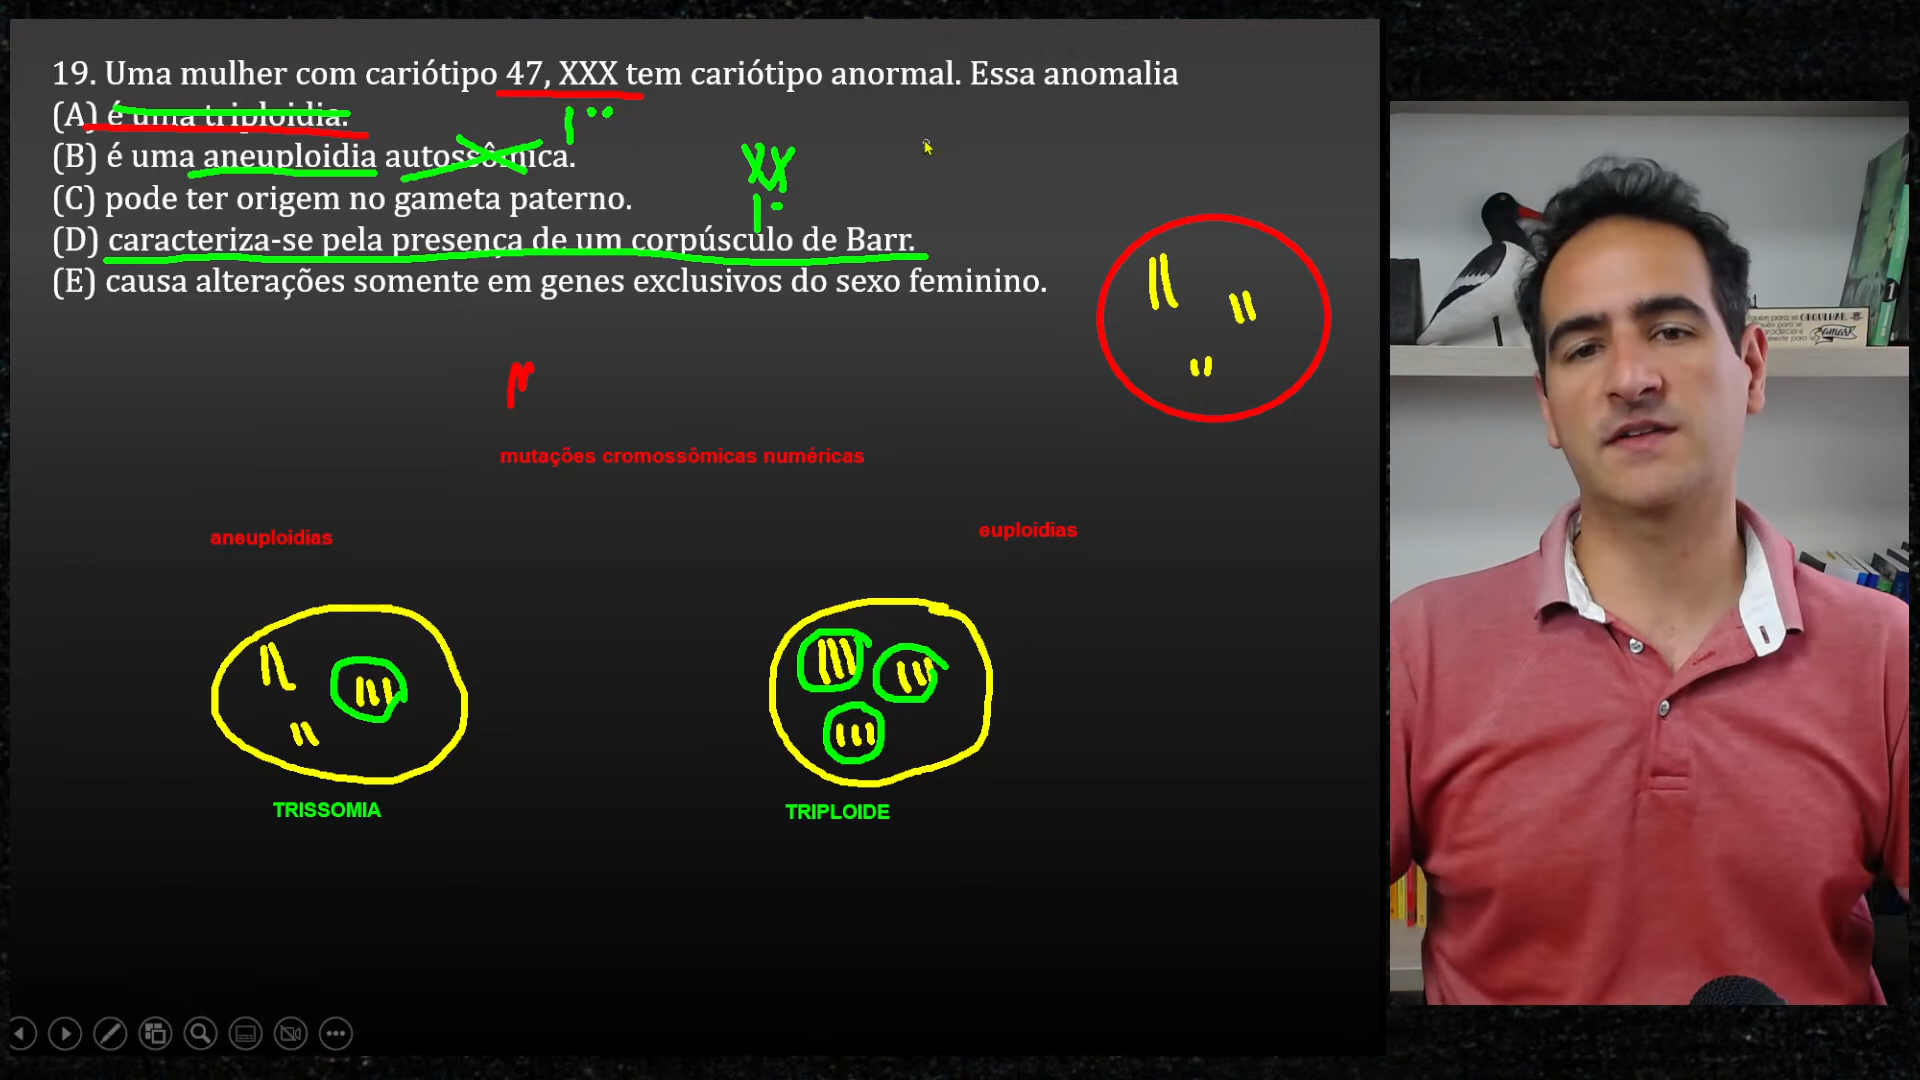 19. Uma mulher com cariótipo 47, XXX tem cariótipo anormal. Essa anomalia
(A) é uma triploidia.
(B) é uma aneuploidia autossômica.
(C) pode ter origem no gameta paterno.
(D) caracteriza-se pela presença de um corpúsculo de Barr.
(E) causa alterações somente em genes exclusivos do sexo feminino.
XX
mutações cromossômicas numéricas
aneuploidias
euploidias
TRISSOMIA
TRIPLOIDE
ORGULHAR
1